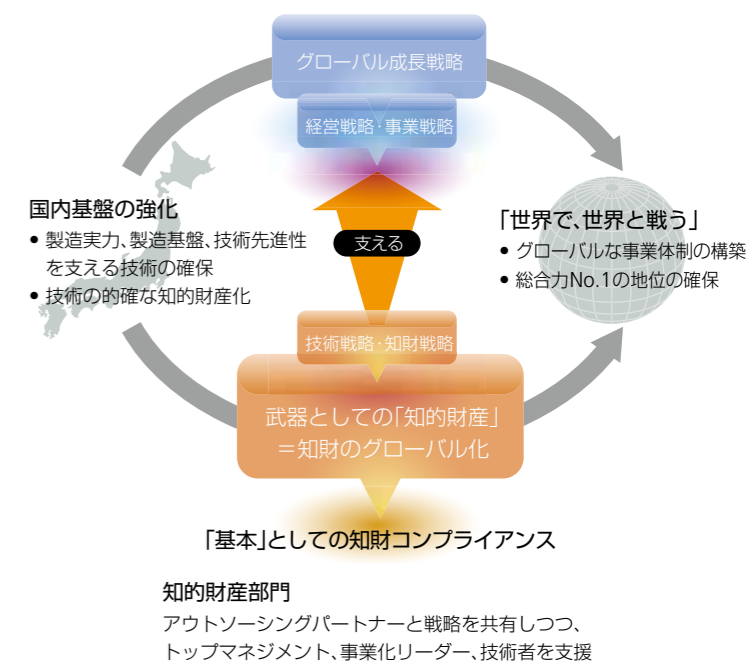 グローバル成長戦略
経営戦略・事業戦略
国内基盤の強化
• 製造実力、製造基盤、技術先進性
を支える技術の確保
• 技術の的確な知的財産化
支える
「世界で、世界と戦う」
• グローバルな事業体制の構築
• 総合力No.1の地位の確保
技術戦略・知財戦略
武器としての「知的財産」
＝知財のグローバル化
「基本」としての知財コンプライアンス
知的財産部門
アウトソーシングパートナーと戦略を共有しつつ、
トップマネジメント、事業化リーダー、技術者を支援